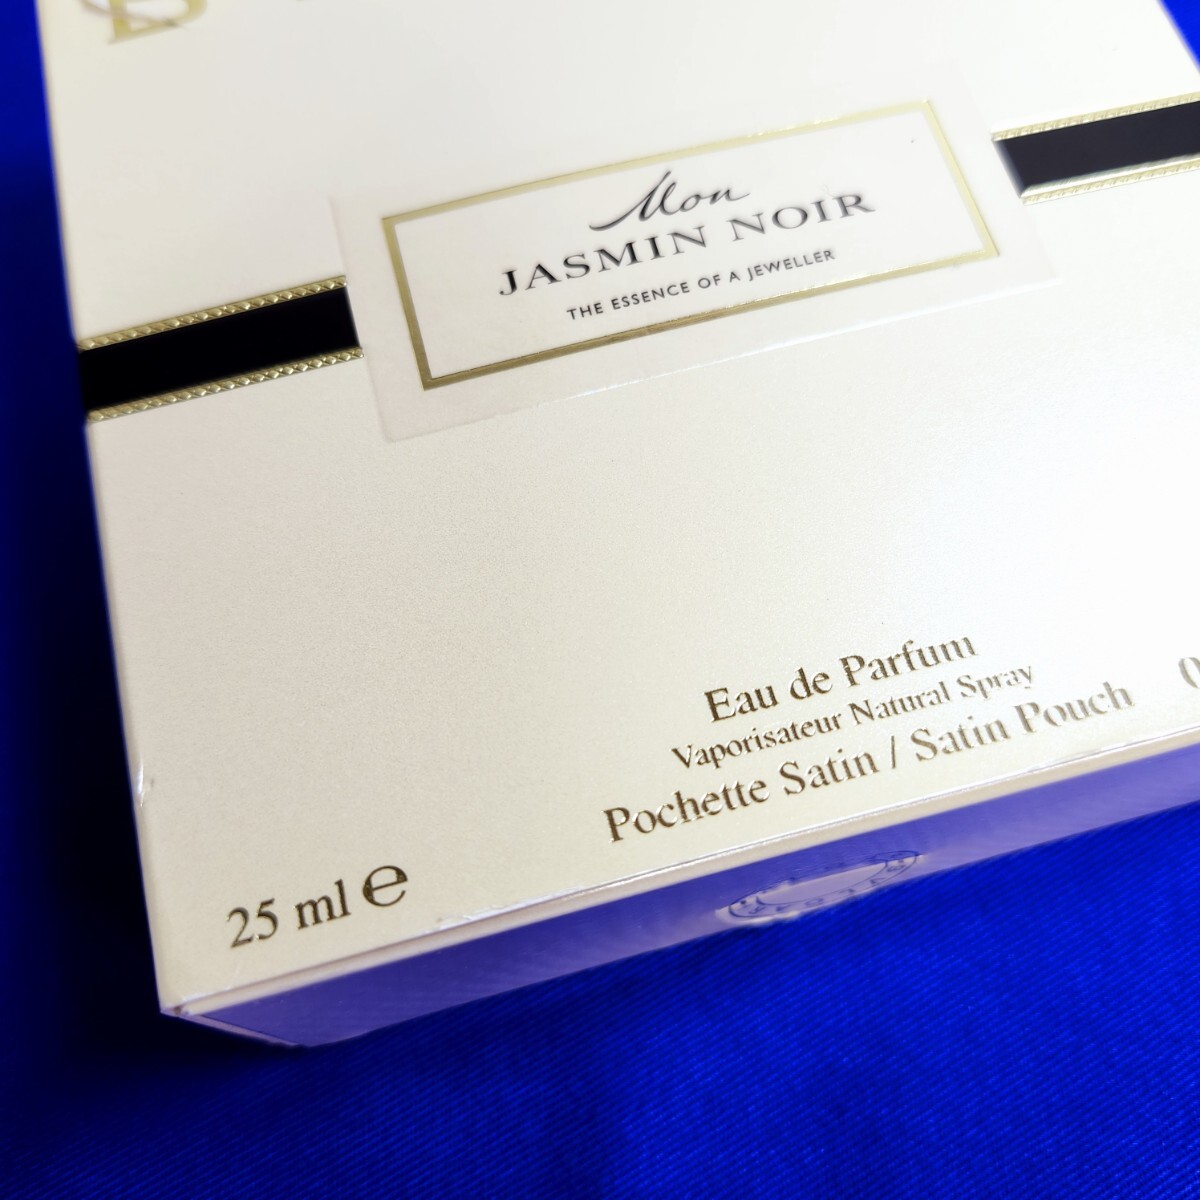 Mon
JASMIN NOIR
THE ESSENCE OF A JEWELLER
Eau de Parfum
Vaporisateur Natural Spray
Pochette Satin / Satin Pouch
25 ml e